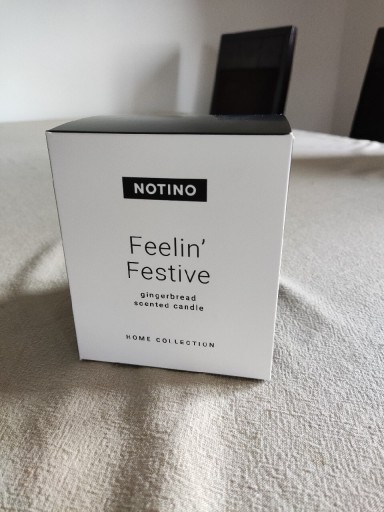 NOTINO
Feelin'
Festive
gingerbread
scented candle
HOME COLLECTION